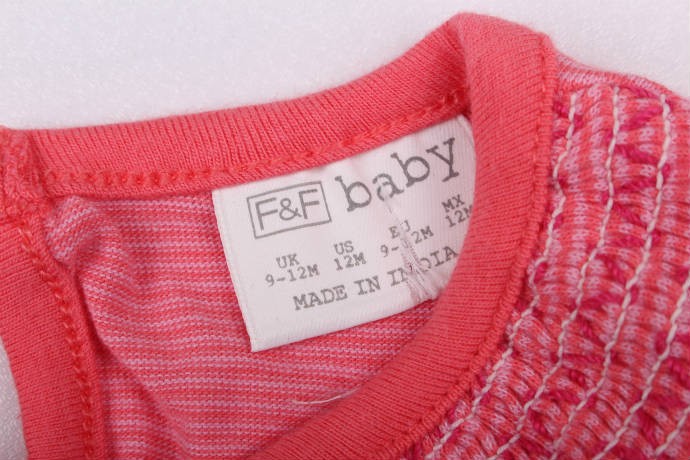 F&F baby
UK US EU MX
9-12M 12M 9-12M 12M
MADE IN INDIA